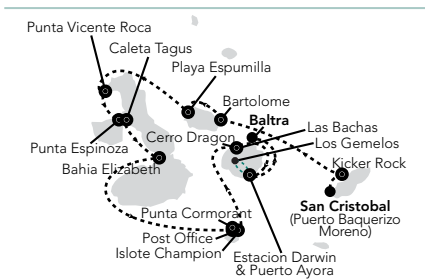 Punta Vicente Roca
Caleta Tagus
Playa Espumilla
Bartolome
Baltra
Las Bachas
Cerro Dragon
Los Gemelos
Punta Espinoza
Kicker Rock
Bahia Elizabeth
San Cristobal
(Puerto Baquerizo
Moreno)
Punta Cormorant
Post Office
Islote Champion
Estacion Darwin
& Puerto Ayora